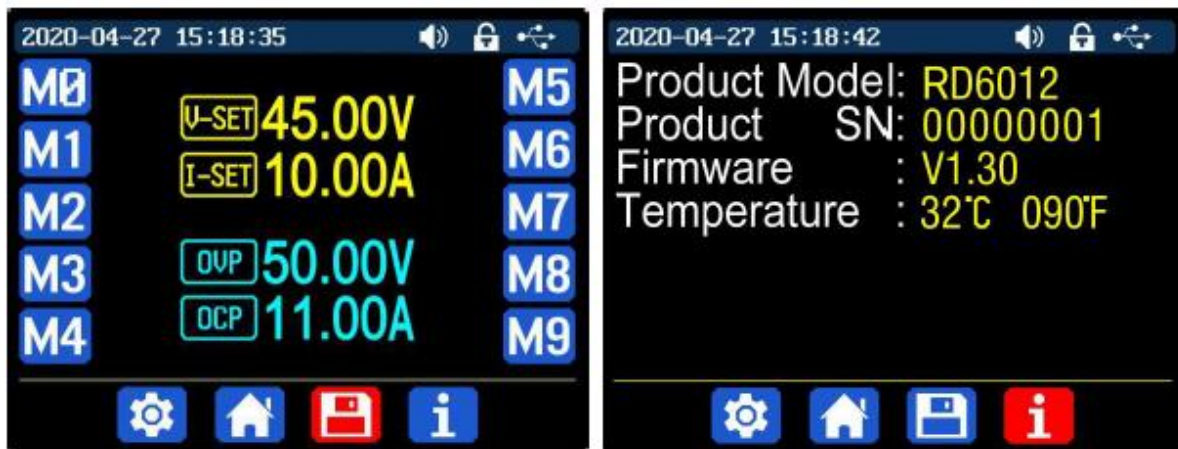 2020-04-27 15:18:35
M0
M1
M2
M3
M4
V-SET 45.00V
I-SET 10.00A
OVP 50.00V
OCP 11.00A
M5
M6
M7
M8
M9
i
2020-04-27 15:18:42
Product Model: RD6012
Product SN: 00000001
Firmware : V1.30
Temperature : 32℃ 090℉
i